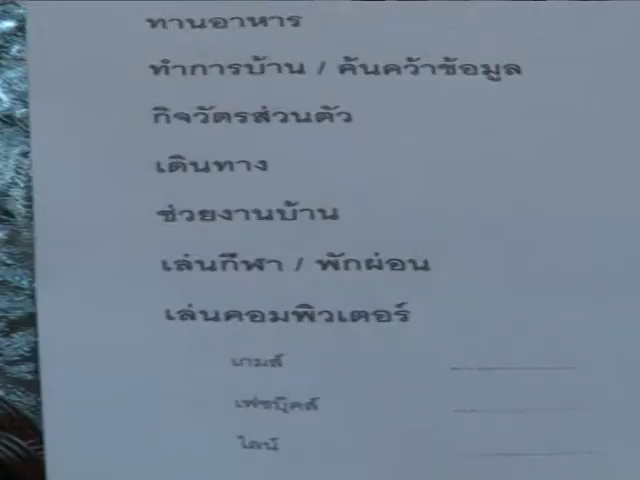 ทานอาหาร
ทำการบ้าน / ค้นคว้าข้อมูล
กิจวัตรส่วนตัว
เดินทาง
ช่วยงานบ้าน
เล่นกีฬา / พักผ่อน
เล่นคอมพิวเตอร์
เกมส์
เฟซบุ๊คส์
ไลน์